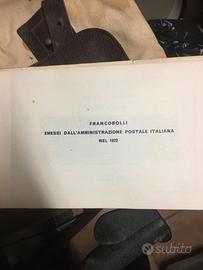 FRANCOBOLLI
EMESSI DALL'AMMINISTRAZIONE POSTALE ITALIANA
NEL 1972
subito